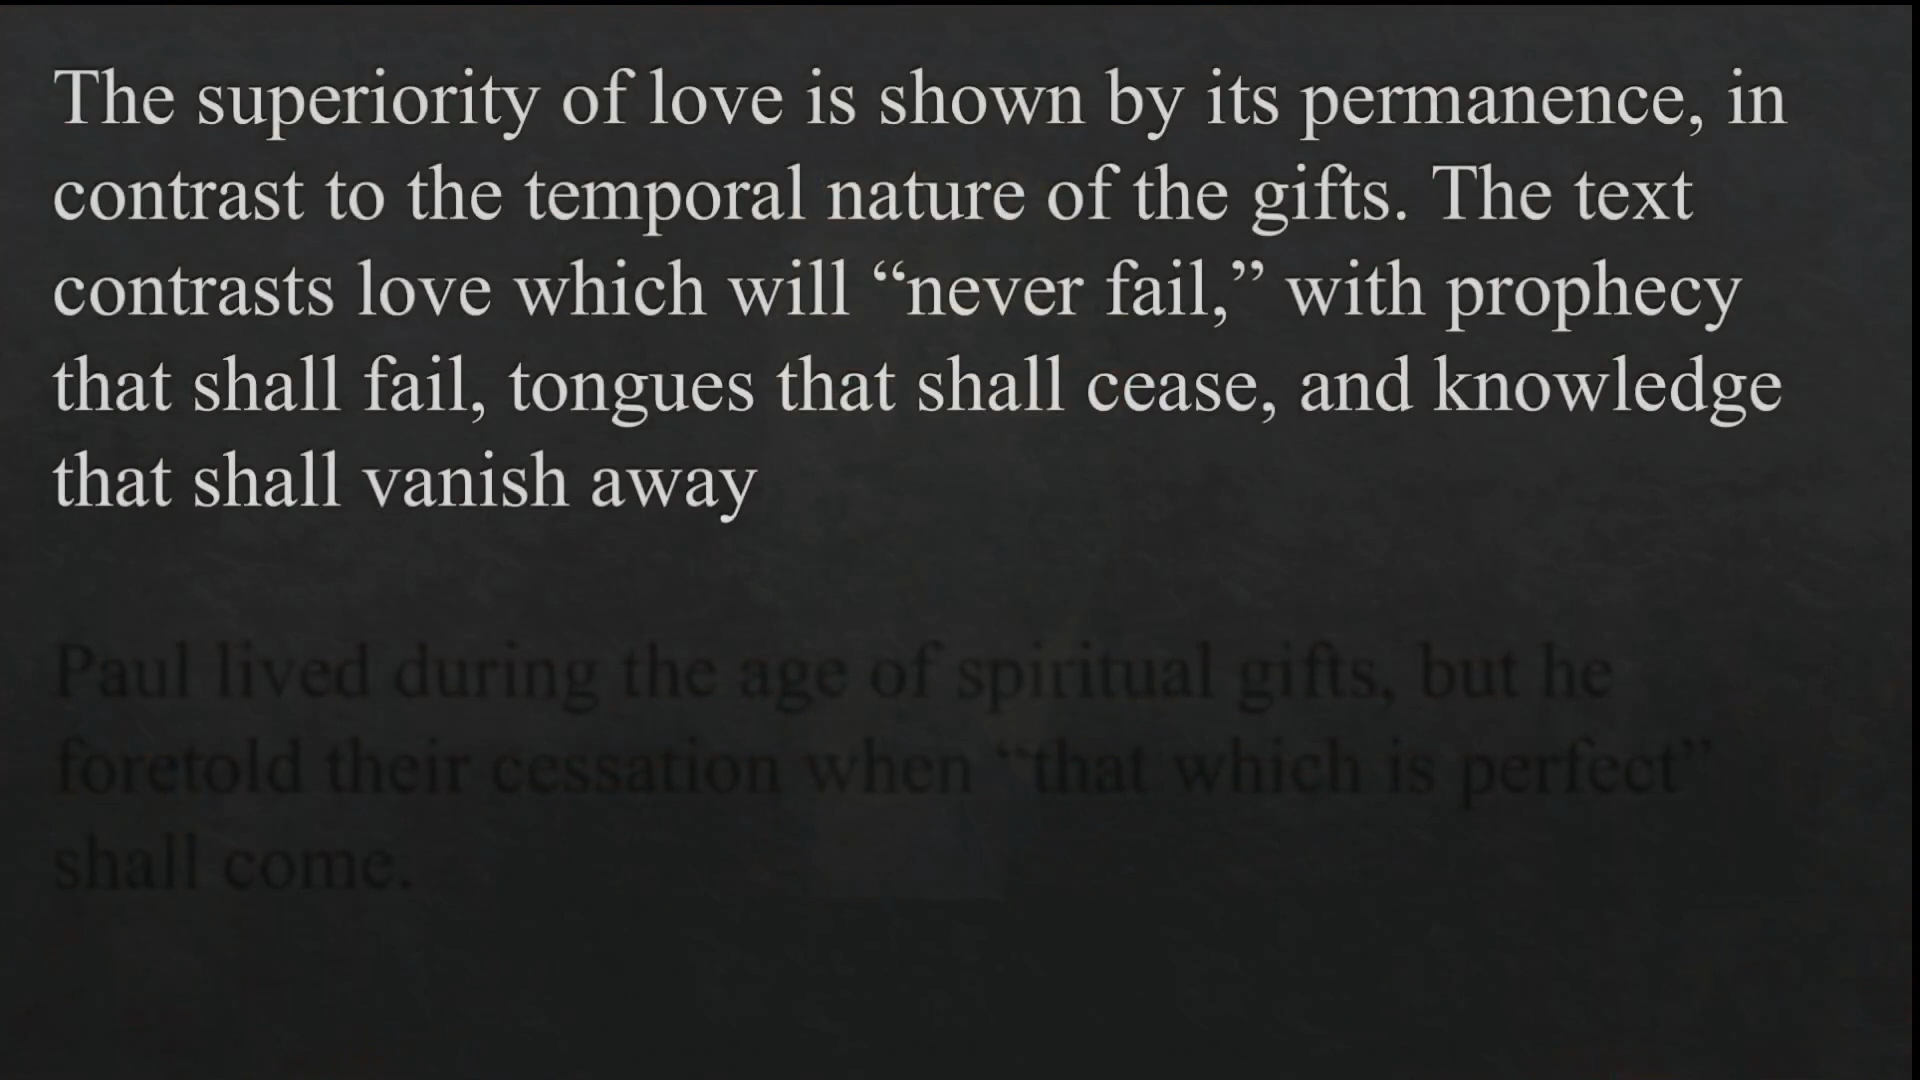 The superiority of love is shown by its permanence, in
contrast to the temporal nature of the gifts. The text
contrasts love which will “never fail,” with prophecy
that shall fail, tongues that shall cease, and knowledge
that shall vanish away
Paul lived during the age of spiritual gifts, but he
foretold their cessation when “that which is perfect”
shall come.